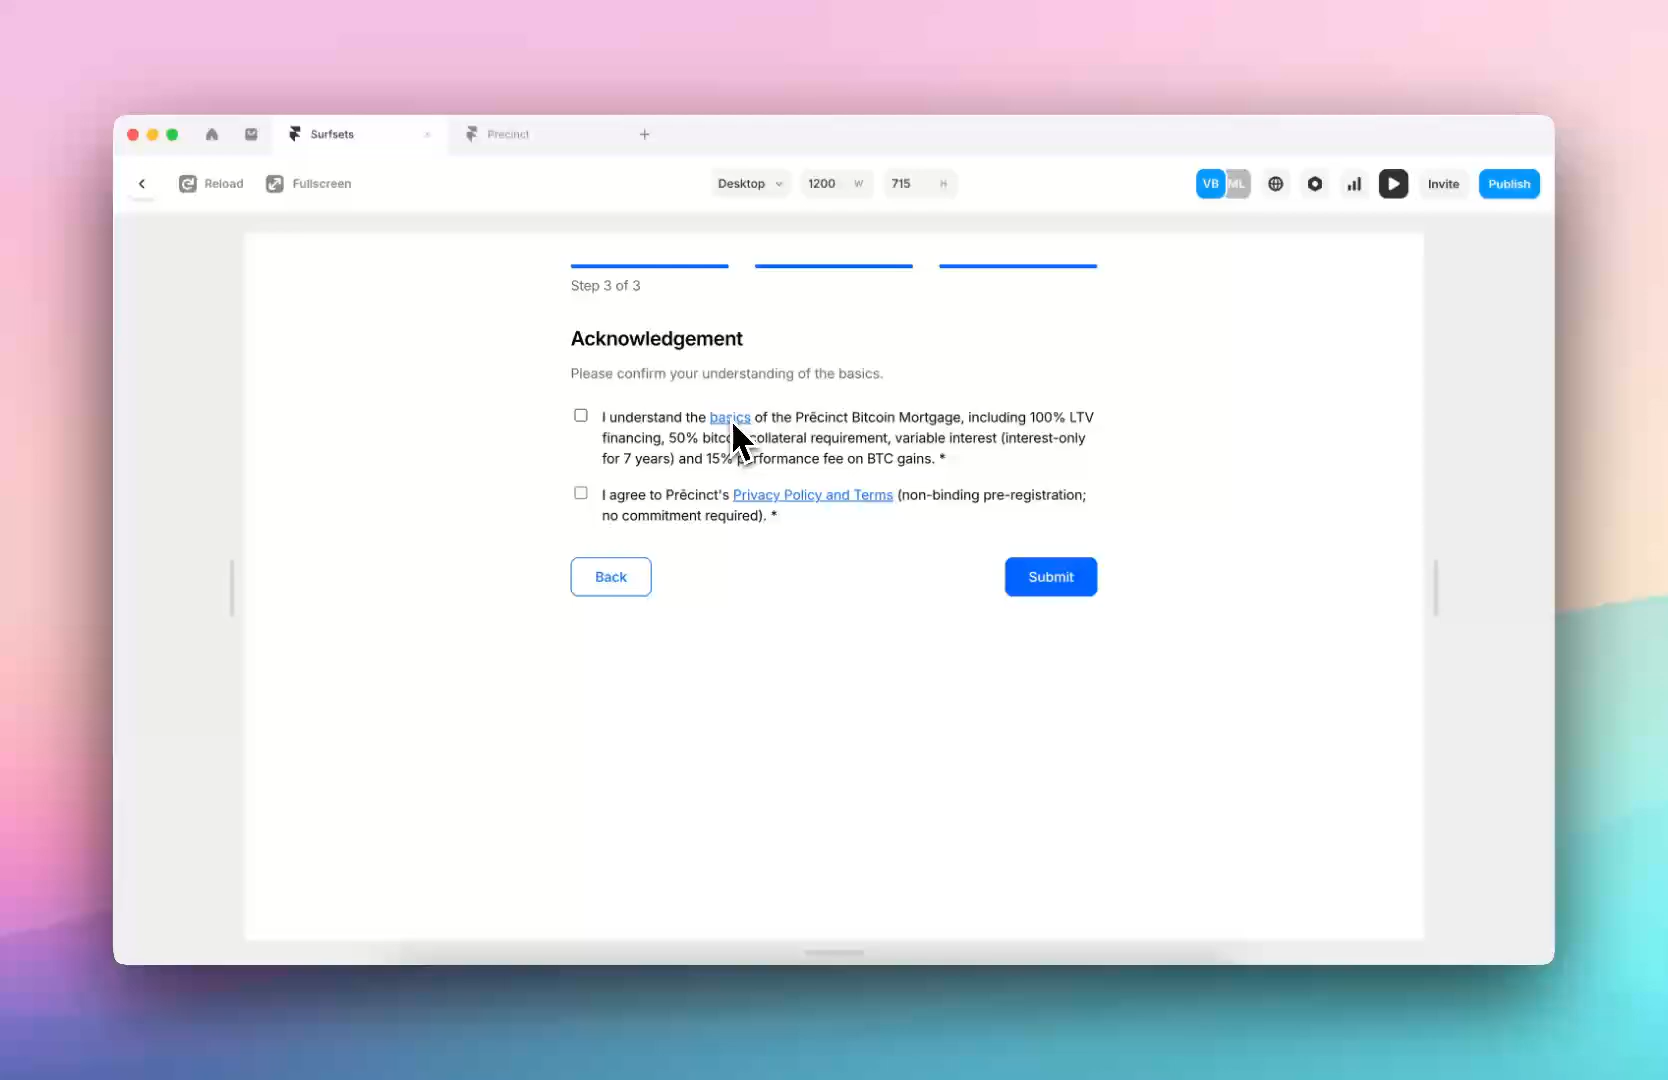 Surfsets
Precinct
Reload
Fullscreen
Desktop
1200 W
715 H
VB
ML
Invite
Publish
Step 3 of 3
Acknowledgement
Please confirm your understanding of the basics.
I understand the basics of the Prēcinct Bitcoin Mortgage, including 100% LTV
financing, 50% collateral requirement, variable interest (interest-only
for 7 years) and 15% performance fee on BTC gains. *
I agree to Prēcinct's Privacy Policy and Terms (non-binding pre-registration;
no commitment required). *
Back
Submit